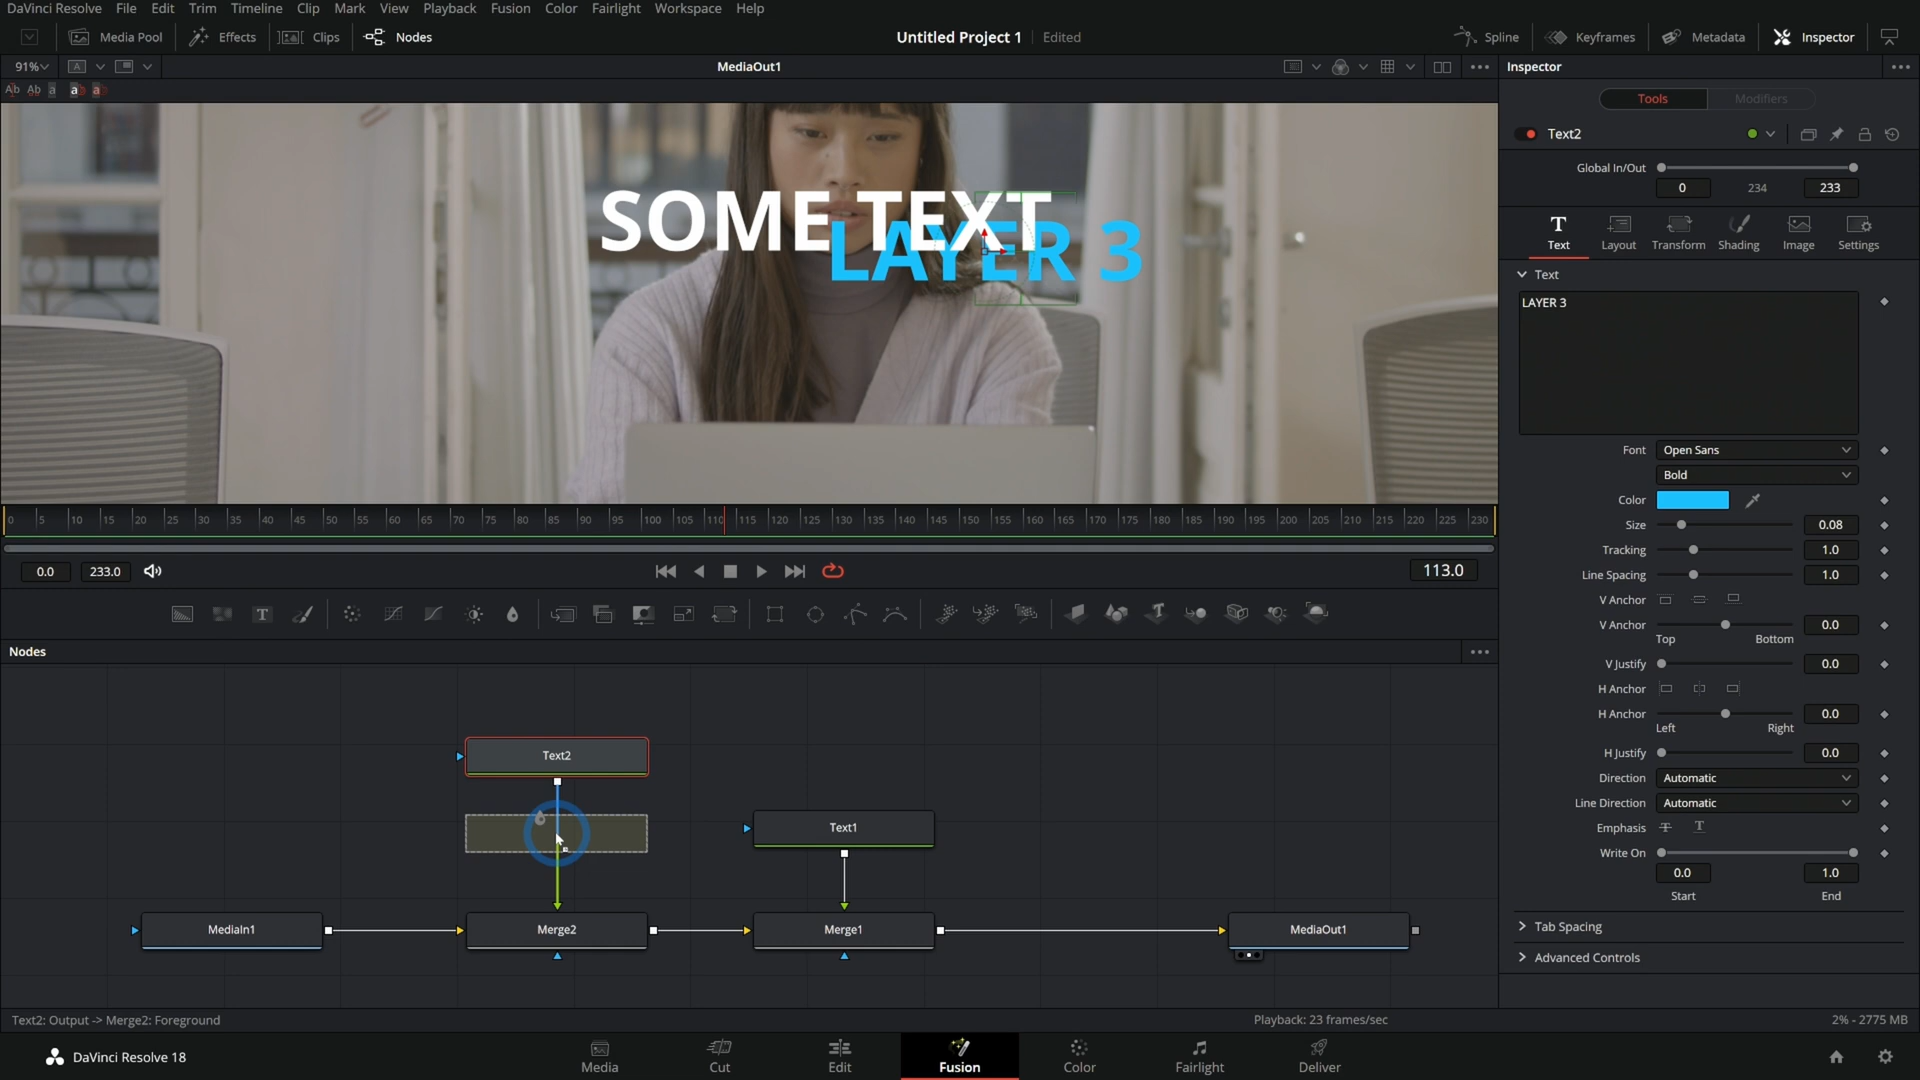 DaVinci Resolve File Edit Trim Timeline Clip Mark View Playback Fusion Color Fairlight Workspace Help
Media Pool Effects Clips Nodes Untitled Project 1 Edited Spline Keyframes Metadata Inspector
91% A MediaOut1 Inspector
Ab Ab a a a
Tools Modifiers
Text2
Global In/Out
0 234 233
SOME TEXT
LAYER 3
Text Layout Transform Shading Image Settings
Text
LAYER 3
Font Open Sans
Bold
Color
Size 0.08
Tracking 1.0
Line Spacing 1.0
V Anchor
V Anchor 0.0
Top Bottom
V Justify 0.0
H Anchor
H Anchor 0.0
Left Right
H Justify 0.0
Direction Automatic
Line Direction Automatic
Emphasis T T
Write On
0.0 1.0
Start End
Tab Spacing
Advanced Controls
0 5 10 15 20 25 30 35 40 45 50 55 60 65 70 75 80 85 90 95 100 105 110 115 120 125 130 135 140 145 150 155 160 165 170 175 180 185 190 195 200 205 210 215 220 225 230
0.0 233.0 113.0
T T
Nodes
Text2
Text1
MediaIn1 Merge2 Merge1 MediaOut1
Text2: Output -> Merge2: Foreground Playback: 23 frames/sec 2% - 2775 MB
DaVinci Resolve 18 Media Cut Edit Fusion Color Fairlight Deliver